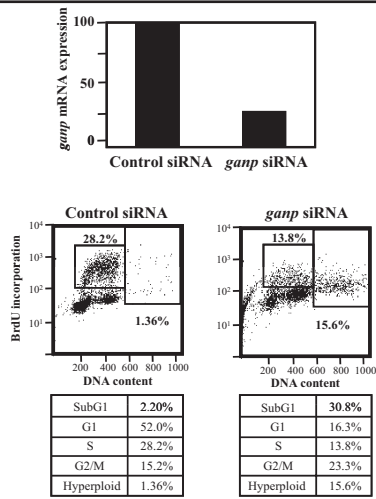 ganp mRNA expression
100
50
0
Control siRNA ganp siRNA
Control siRNA
BrdU incorporation
10⁴
10³
10²
10¹
28.2%
1.36%
200 400 600 800 1000
DNA content
SubG1 2.20%
G1 52.0%
S 28.2%
G2/M 15.2%
Hyperploid 1.36%
ganp siRNA
10⁴
10³
10²
10¹
13.8%
15.6%
200 400 600 800 1000
DNA content
SubG1 30.8%
G1 16.3%
S 13.8%
G2/M 23.3%
Hyperploid 15.6%